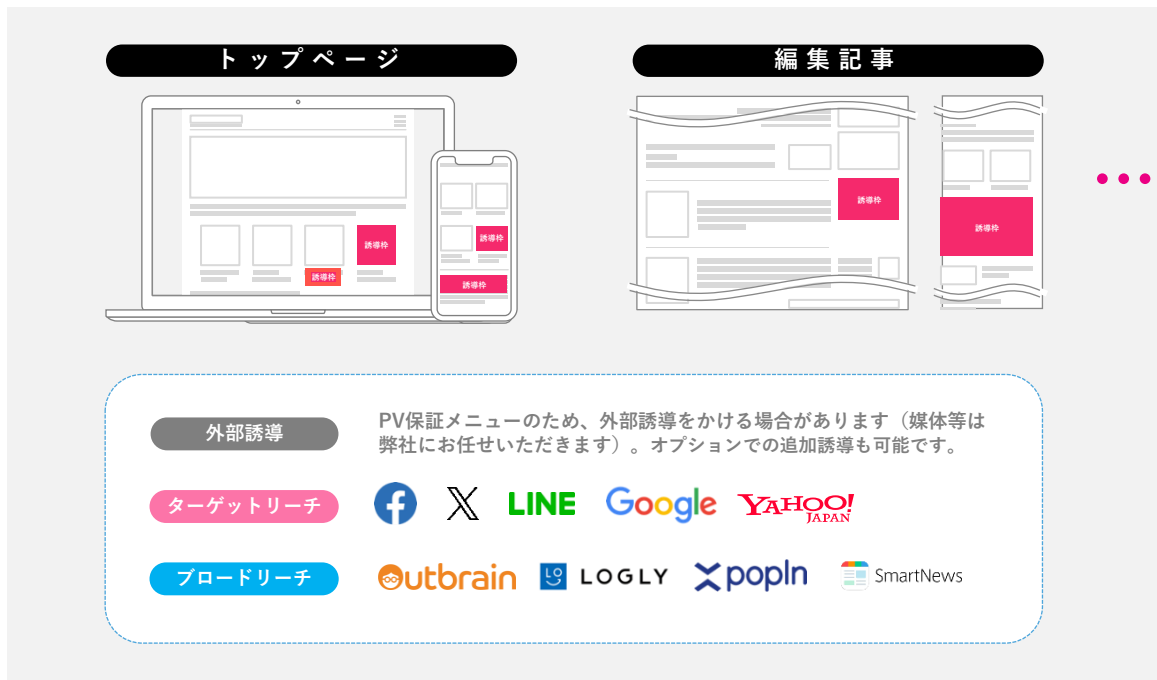 トップページ
編集記事
誘導枠
誘導枠
誘導枠
誘導枠
誘導枠
誘導枠
外部誘導
PV保証メニューのため、外部誘導をかける場合があります（媒体等は
弊社にお任せいただきます）。オプションでの追加誘導も可能です。
ターゲットリーチ
f
X
LINE
Google
YAHOO!
JAPAN
ブロードリーチ
Outbrain
LO
LOGLY
popIn
SmartNews